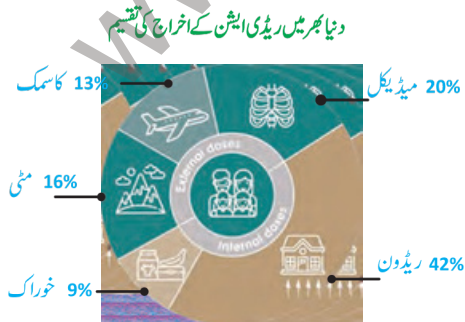 دنیا بھر میں ریڈی ایشن کے اخراج کی تقسیم
13% کاسمک
20% میڈیکل
External doses
16% مٹی
Internal doses
42% ریڈون
9% خوراک